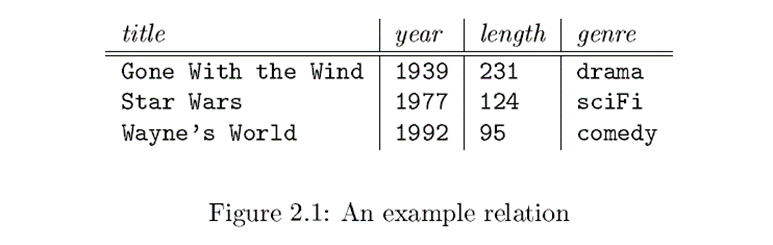 title year length genre
Gone With the Wind 1939 231 drama
Star Wars 1977 124 sciFi
Wayne's World 1992 95 comedy
Figure 2.1: An example relation